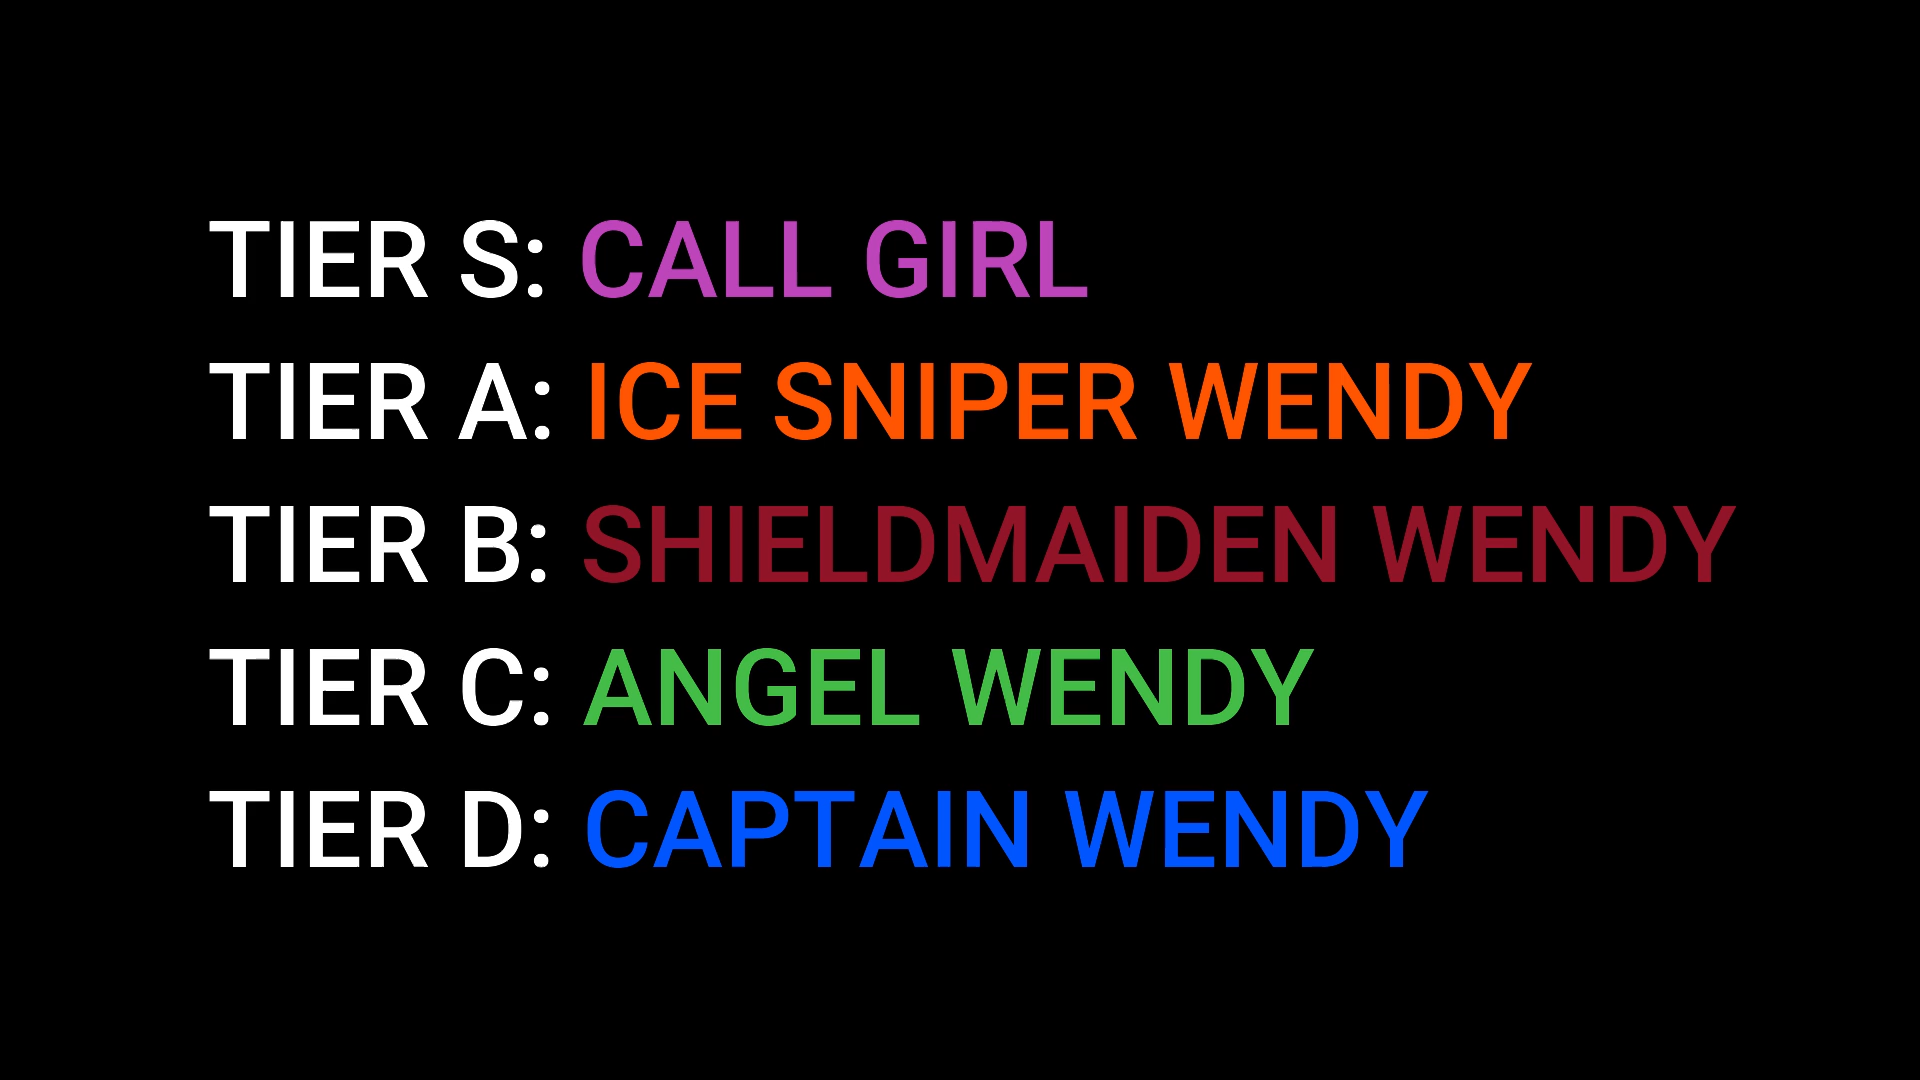 TIER S: CALL GIRL
TIER A: ICE SNIPER WENDY
TIER B: SHIELDMAIDEN WENDY
TIER C: ANGEL WENDY
TIER D: CAPTAIN WENDY